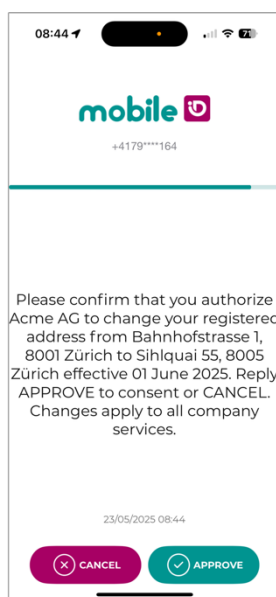 08:44
71
mobile iD
+4179****164
Please confirm that you authorize
Acme AG to change your registered
address from Bahnhofstrasse 1,
8001 Zürich to Sihlquai 55, 8005
Zürich effective 01 June 2025. Reply
APPROVE to consent or CANCEL.
Changes apply to all company
services.
23/05/2025 08:44
CANCEL
APPROVE